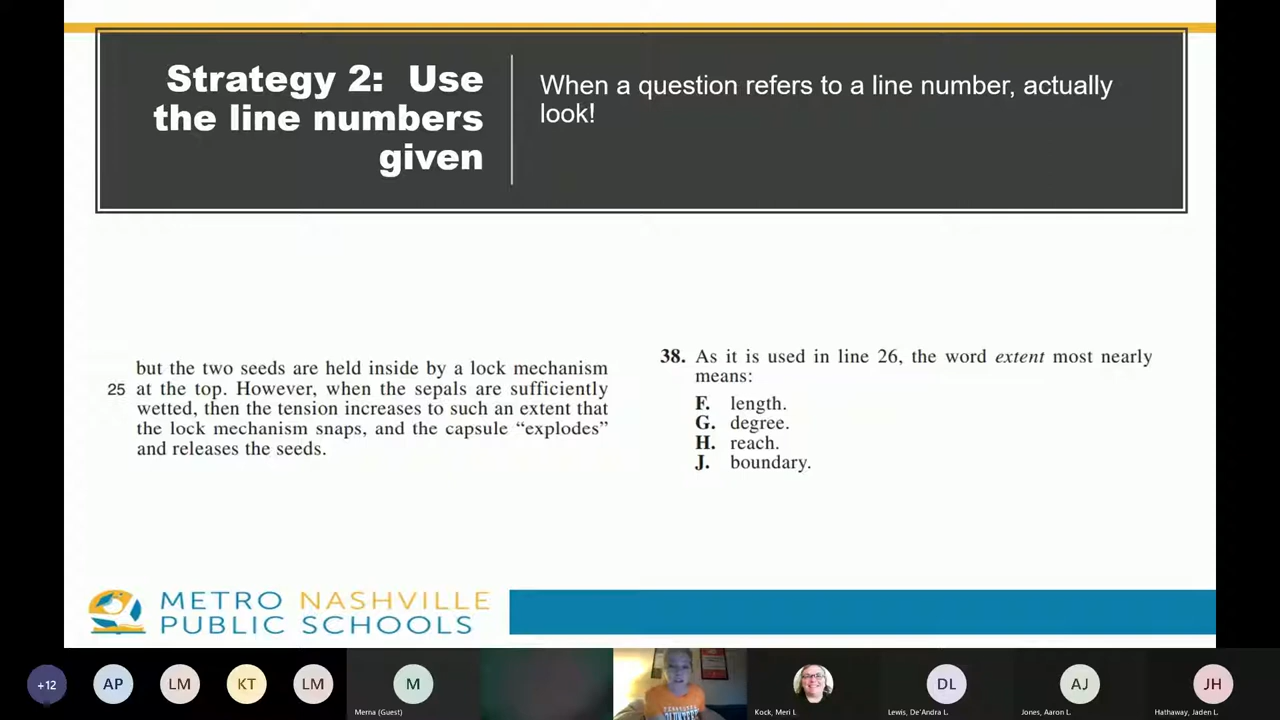 Strategy 2: Use
the line numbers
given
When a question refers to a line number, actually
look!
but the two seeds are held inside by a lock mechanism
25 at the top. However, when the sepals are sufficiently
wetted, then the tension increases to such an extent that
the lock mechanism snaps, and the capsule “explodes”
and releases the seeds.
38. As it is used in line 26, the word extent most nearly
means:
F. length.
G. degree.
H. reach.
J. boundary.
METRO NASHVILLE
PUBLIC SCHOOLS
+12
AP
LM
KT
LM
M
Merna (Guest)
Kock, Meri L
DL
Lewis, De'Andra L.
AJ
Jones, Aaron L.
JH
Hathaway, Jaden L.